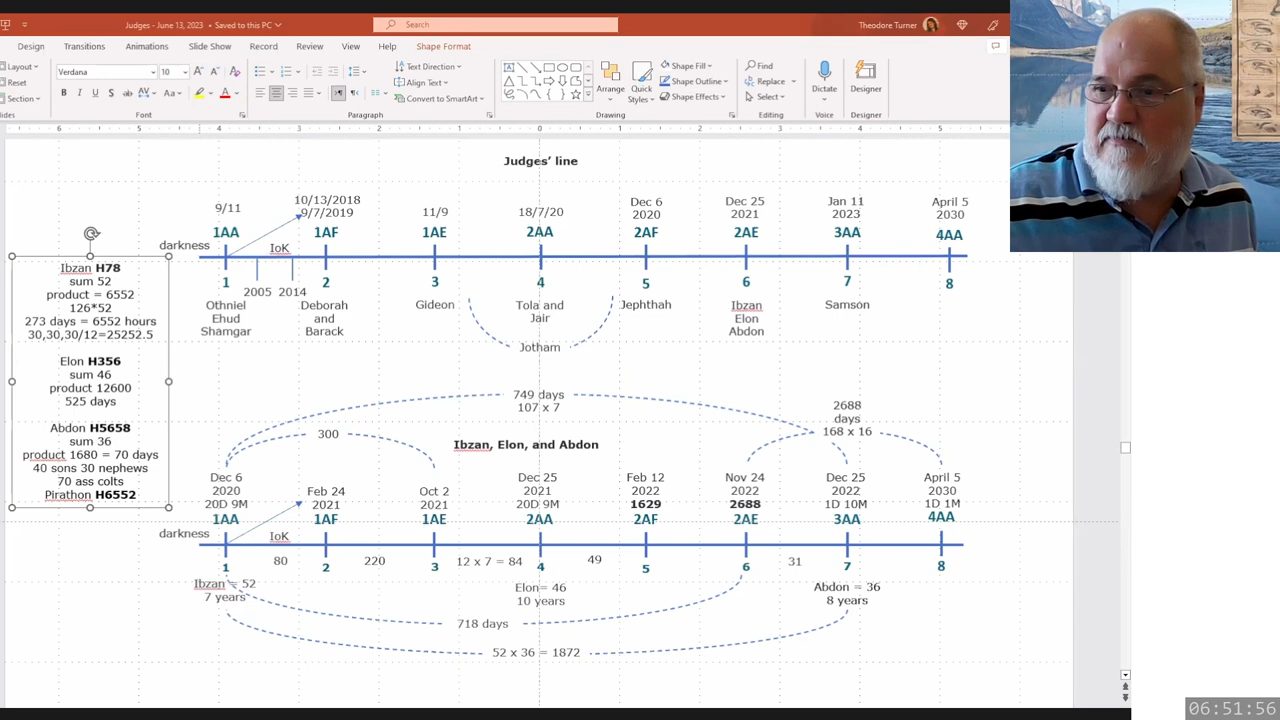 Judges - June 13, 2023 • Saved to this PC
Search
Theodore Turner
Design Transitions Animations Slide Show Record Review View Help Shape Format
Layout
Reset
Section
Verdana 10
Font
Text Direction
Align Text
Convert to SmartArt
Paragraph
Arrange
Quick Styles
Shape Fill
Shape Outline
Shape Effects
Drawing
Find
Replace
Select
Editing
Dictate
Voice
Designer
Designer
6 5 4 3 2 1 0 1 2 3 4 5
Judges’ line
9/11
10/13/2018
9/7/2019
11/9
18/7/20
Dec 6
2020
Dec 25
2021
Jan 11
2023
April 5
2030
1AA 1AF 1AE 2AA 2AF 2AE 3AA 4AA
darkness
IoK
1 2 3 4 5 6 7 8
2005 2014
Othniel
Ehud
Shamgar
Deborah
and
Barack
Gideon
Tola and
Jair
Jephthah
Ibzan
Elon
Abdon
Samson
Jotham
Ibzan H78
sum 52
product = 6552
126*52
273 days = 6552 hours
30,30,30/12=25252.5
Elon H356
sum 46
product 12600
525 days
Abdon H5658
sum 36
product 1680 = 70 days
40 sons 30 nephews
70 ass colts
Pirathon H6552
749 days
107 x 7
2688
days
168 x 16
300
Ibzan, Elon, and Abdon
Dec 6
2020
20D 9M
Feb 24
2021
Oct 2
2021
Dec 25
2021
20D 9M
Feb 12
2022
1629
Nov 24
2022
2688
Dec 25
2022
1D 10M
April 5
2030
1D 1M
1AA 1AF 1AE 2AA 2AF 2AE 3AA 4AA
darkness
IoK
80 220 12 x 7 = 84 49 31
1 2 3 4 5 6 7 8
Ibzan = 52
7 years
Elon= 46
10 years
Abdon = 36
8 years
718 days
52 x 36 = 1872
06:51:56